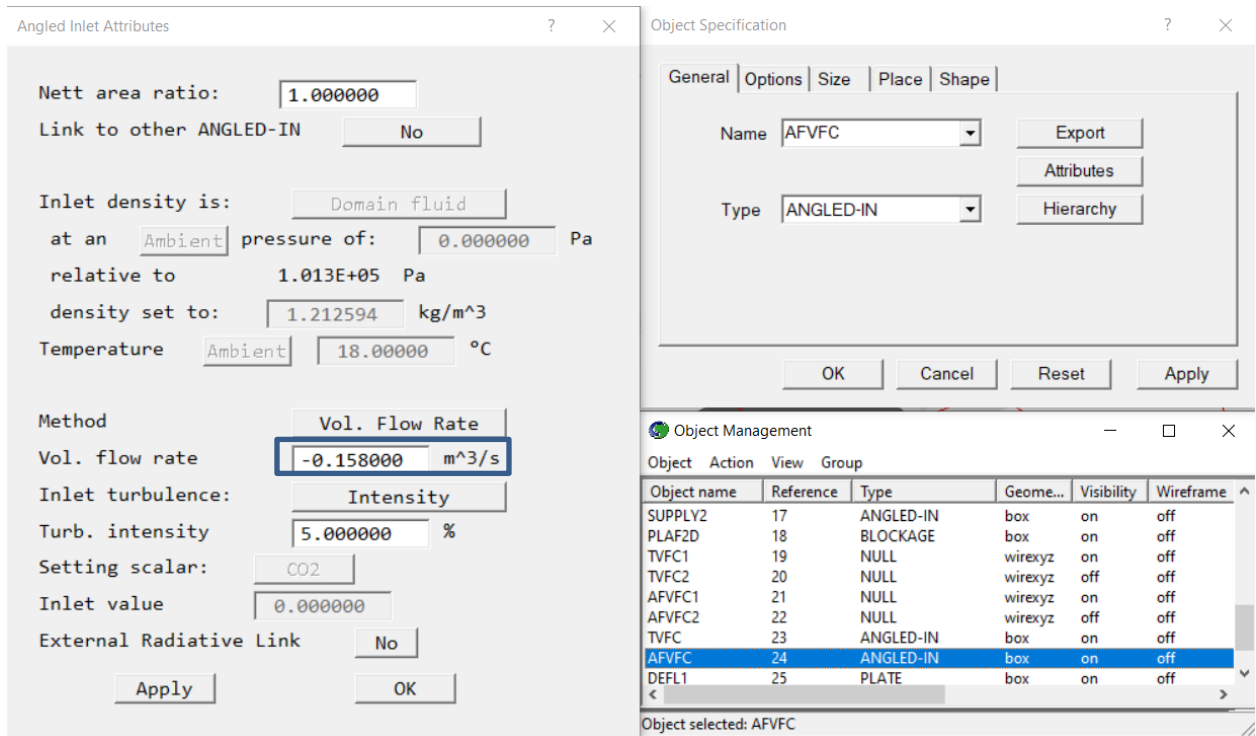 Angled Inlet Attributes ? ×
Nett area ratio: 1.000000
Link to other ANGLED-IN No
Inlet density is: Domain fluid
at an Ambient pressure of: 0.000000 Pa
relative to 1.013E+05 Pa
density set to: 1.212594 kg/m^3
Temperature Ambient 18.00000 °C
Method Vol. Flow Rate
Vol. flow rate -0.158000 m^3/s
Inlet turbulence: Intensity
Turb. intensity 5.000000 %
Setting scalar: CO2
Inlet value 0.000000
External Radiative Link No
Apply OK
Object Specification ? ×
General Options Size Place Shape
Name AFVFC Export
Attributes
Type ANGLED-IN Hierarchy
OK Cancel Reset Apply
Object Management
Object Action View Group
Object name Reference Type Geome... Visibility Wireframe
SUPPLY2 17 ANGLED-IN box on off
PLAF2D 18 BLOCKAGE box on off
TVFC1 19 NULL wirexyz on off
TVFC2 20 NULL wirexyz off off
AFVFC1 21 NULL wirexyz on off
AFVFC2 22 NULL wirexyz off off
TVFC 23 ANGLED-IN box on off
AFVFC 24 ANGLED-IN box on off
DEFL1 25 PLATE box on off
Object selected: AFVFC